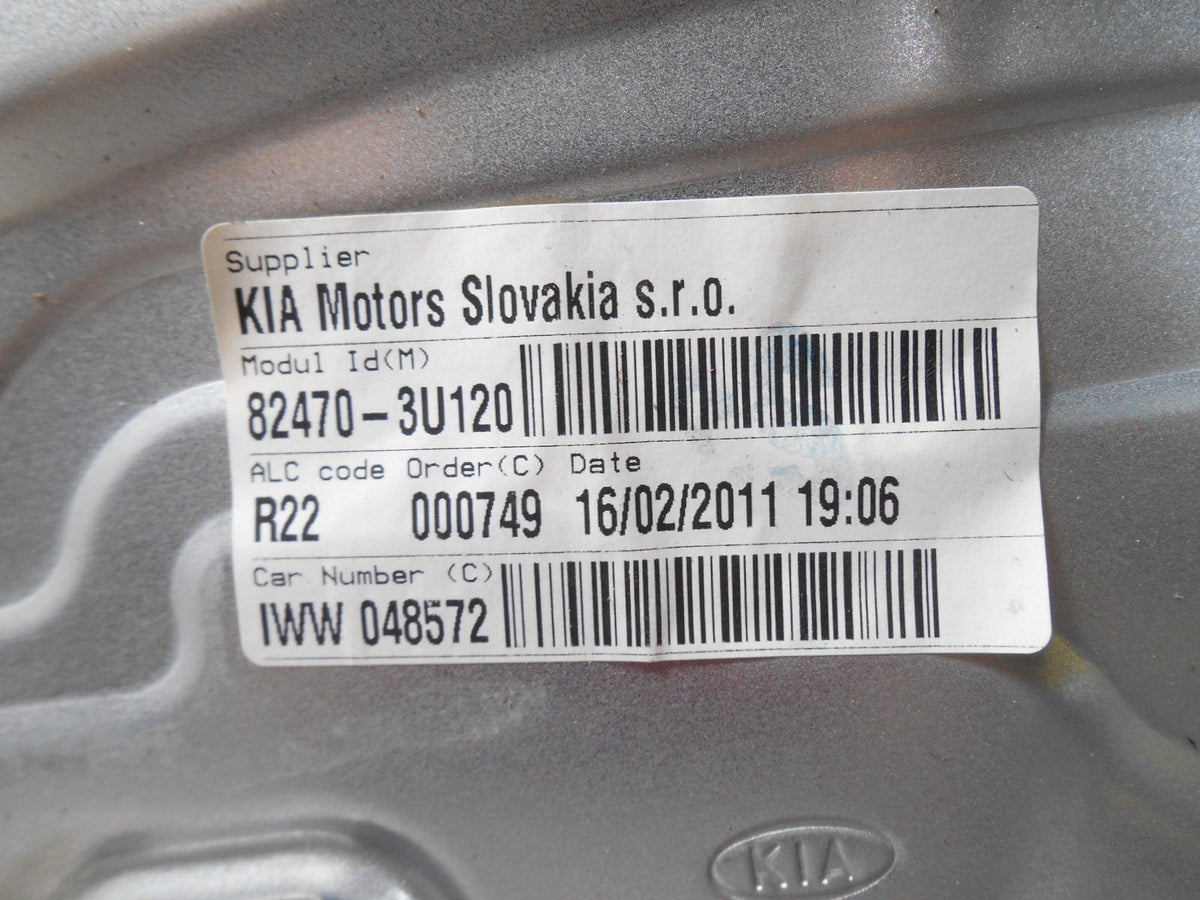 Supplier
KIA Motors Slovakia s.r.o.
Modul Id(M)
82470-3U120
ALC code Order(C) Date
R22 000749 16/02/2011 19:06
Car Number (C)
IWW 048572
KIA